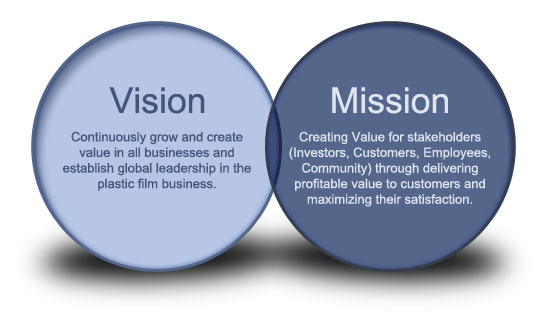 Vision
Continuously grow and create
value in all businesses and
establish global leadership in the
plastic film business.
Mission
Creating Value for stakeholders
(Investors, Customers, Employees,
Community) through delivering
profitable value to customers and
maximizing their satisfaction.